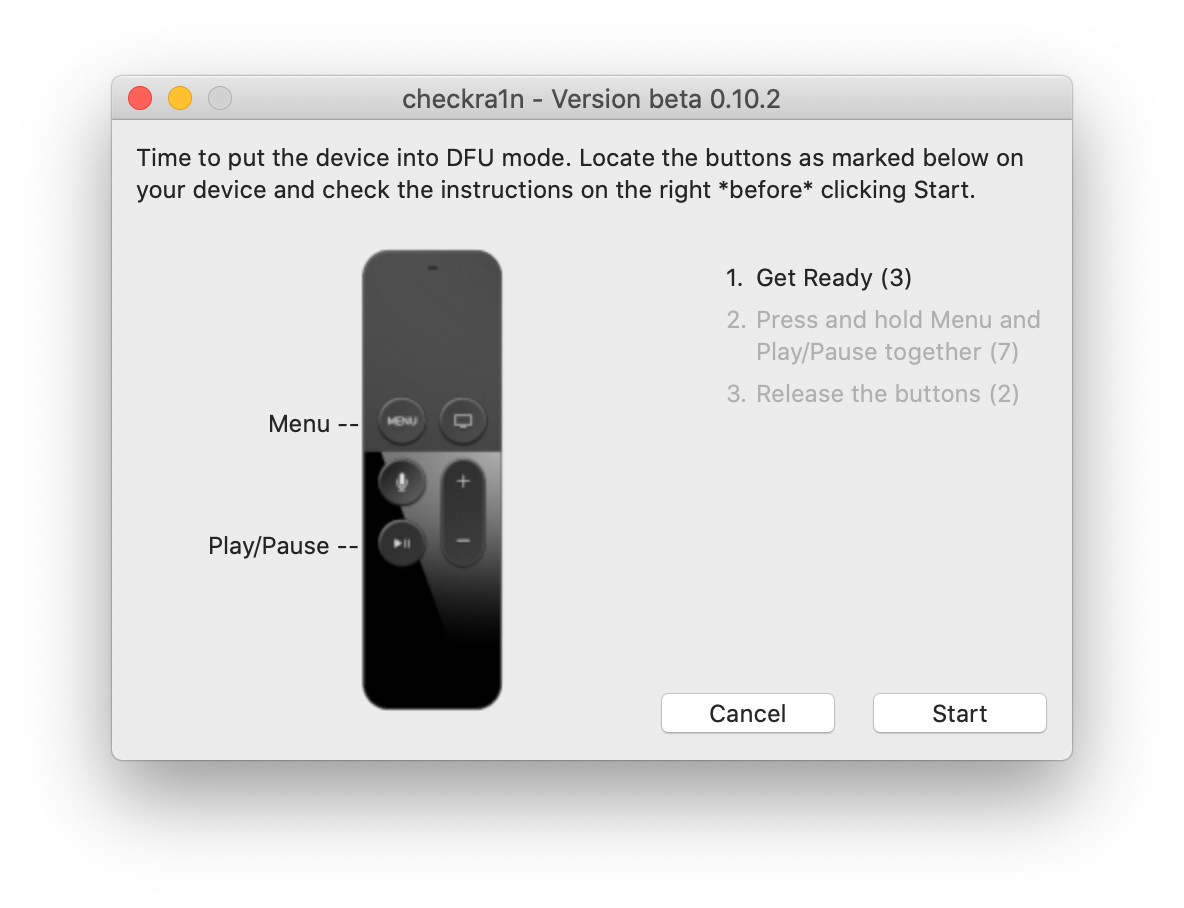 checkra1n - Version beta 0.10.2
Time to put the device into DFU mode. Locate the buttons as marked below on
your device and check the instructions on the right *before* clicking Start.
1. Get Ready (3)
2. Press and hold Menu and
Play/Pause together (7)
3. Release the buttons (2)
Menu --
MENU
Play/Pause --
Cancel
Start